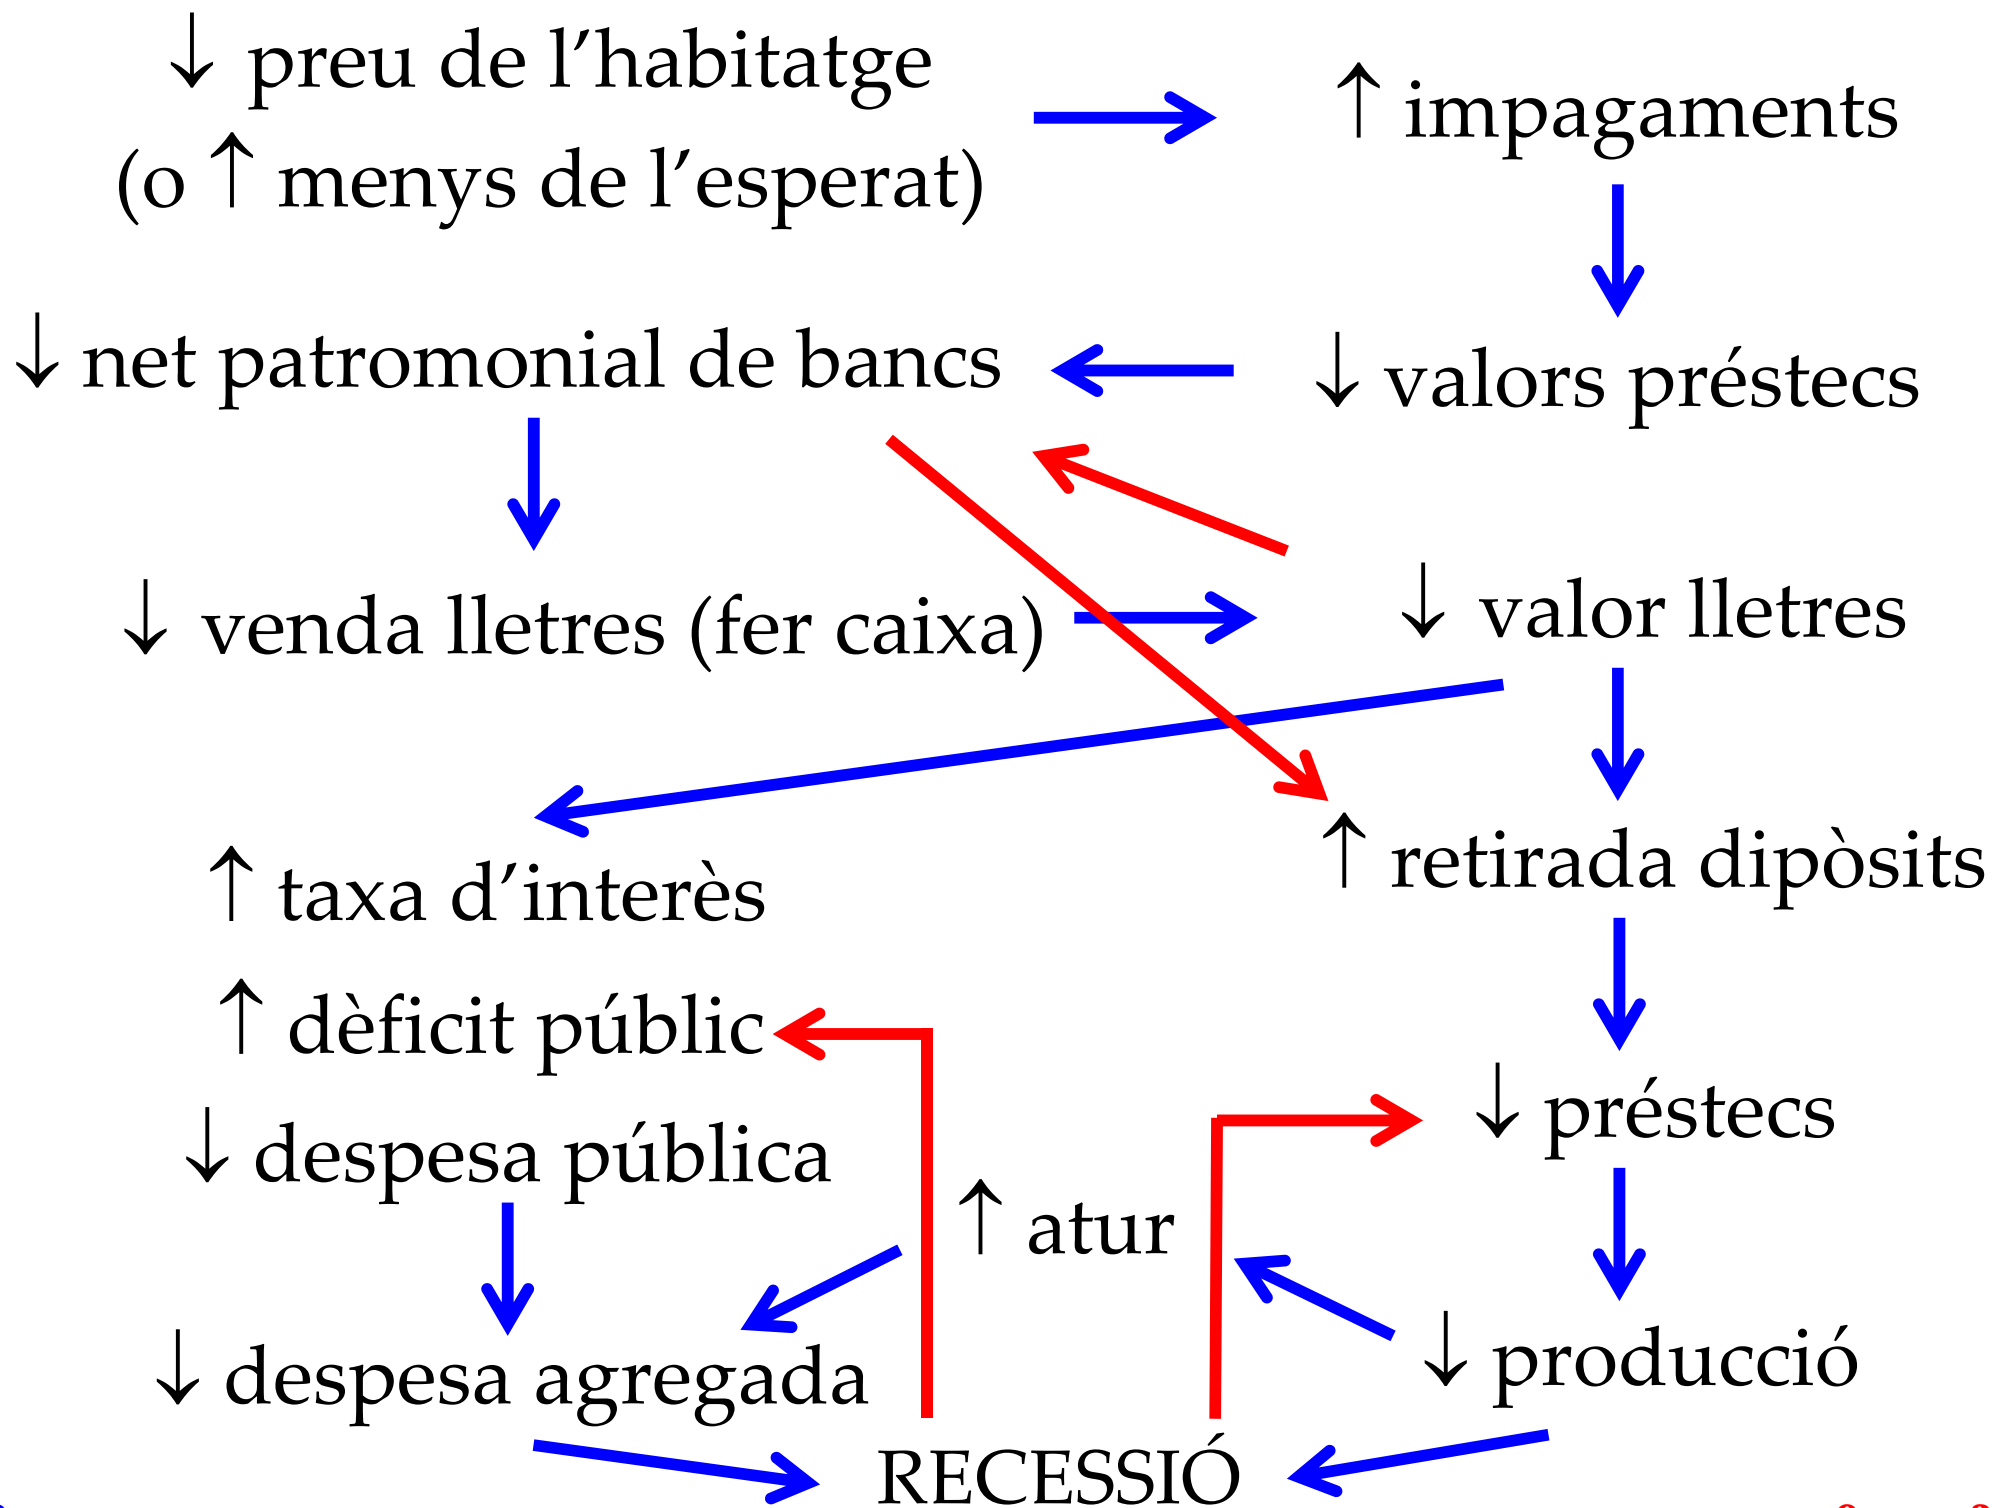 ↓ preu de l’habitatge
(o ↑ menys de l’esperat)
↑ impagaments
↓ net patromonial de bancs
↓ valors préstecs
↓ venda lletres (fer caixa)
↓ valor lletres
↑ taxa d’interès
↑ retirada dipòsits
↑ dèficit públic
↓ préstecs
↓ despesa pública
↑ atur
↓ despesa agregada
↓ producció
RECESSIÓ